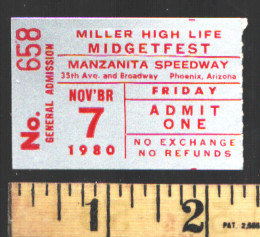 No. 658
GENERAL ADMISSION
MILLER HIGH LIFE
MIDGETFEST
MANZANITA SPEEDWAY
35th Ave. and Broadway Phoenix, Arizona
NOV'BR
7
1980
FRIDAY
ADMIT
ONE
NO EXCHANGE
NO REFUNDS
1 2
PAT.